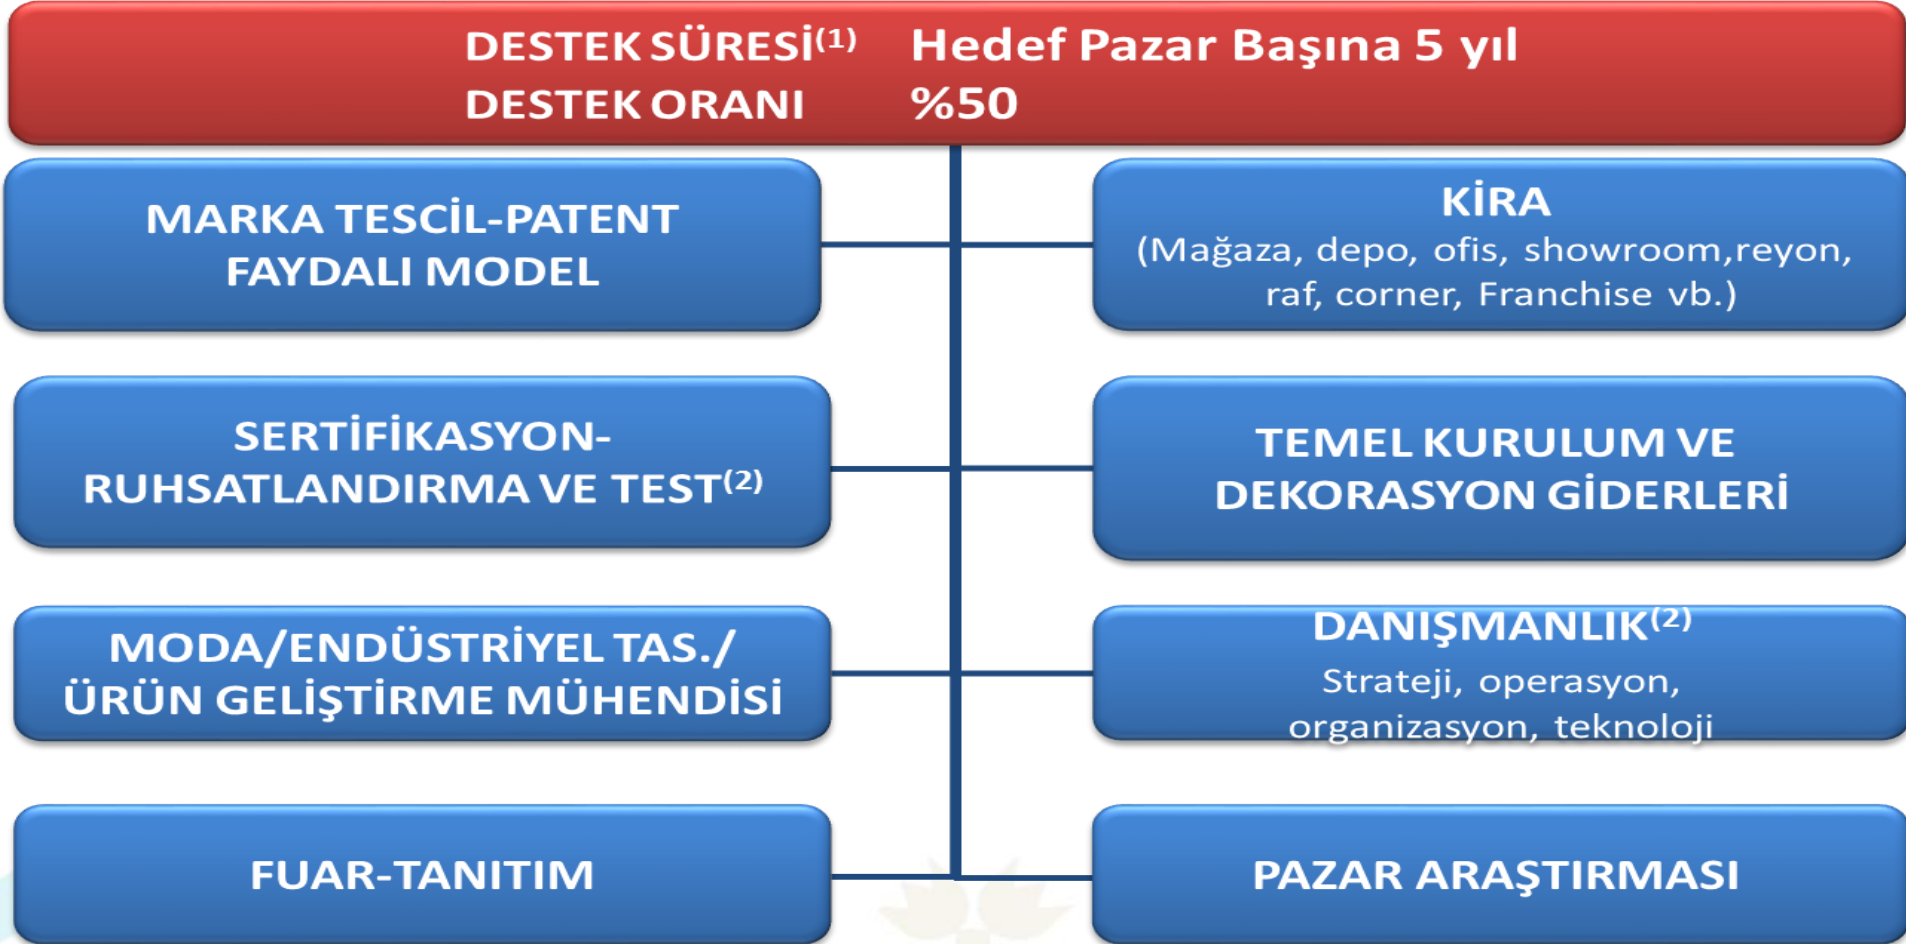 DESTEK SÜRESİ(1) Hedef Pazar Başına 5 yıl
DESTEK ORANI %50
MARKA TESCİL-PATENT
FAYDALI MODEL
KİRA
(Mağaza, depo, ofis, showroom,reyon,
raf, corner, Franchise vb.)
SERTİFİKASYON-
RUHSATLANDIRMA VE TEST(2)
TEMEL KURULUM VE
DEKORASYON GİDERLERİ
MODA/ENDÜSTRİYEL TAS./
ÜRÜN GELİŞTİRME MÜHENDİSİ
DANIŞMANLIK(2)
Strateji, operasyon,
organizasyon, teknoloji
FUAR-TANITIM
PAZAR ARAŞTIRMASI